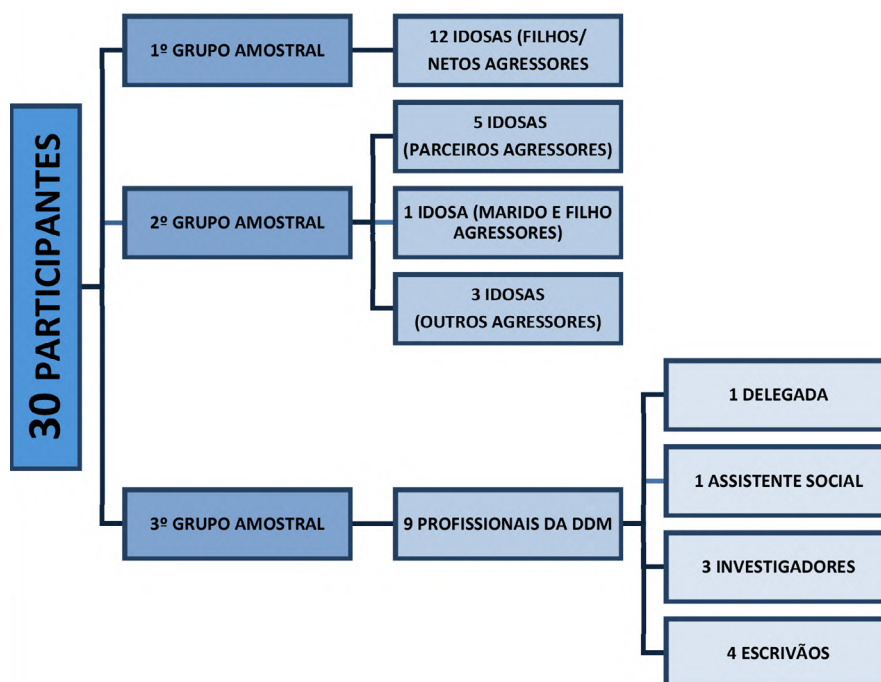 30 PARTICIPANTES
1º GRUPO AMOSTRAL
12 IDOSAS (FILHOS/
NETOS AGRESSORES
2º GRUPO AMOSTRAL
5 IDOSAS
(PARCEIROS AGRESSORES)
1 IDOSA (MARIDO E FILHO
AGRESSORES)
3 IDOSAS
(OUTROS AGRESSORES)
3º GRUPO AMOSTRAL
9 PROFISSIONAIS DA DDM
1 DELEGADA
1 ASSISTENTE SOCIAL
3 INVESTIGADORES
4 ESCRIVÃOS